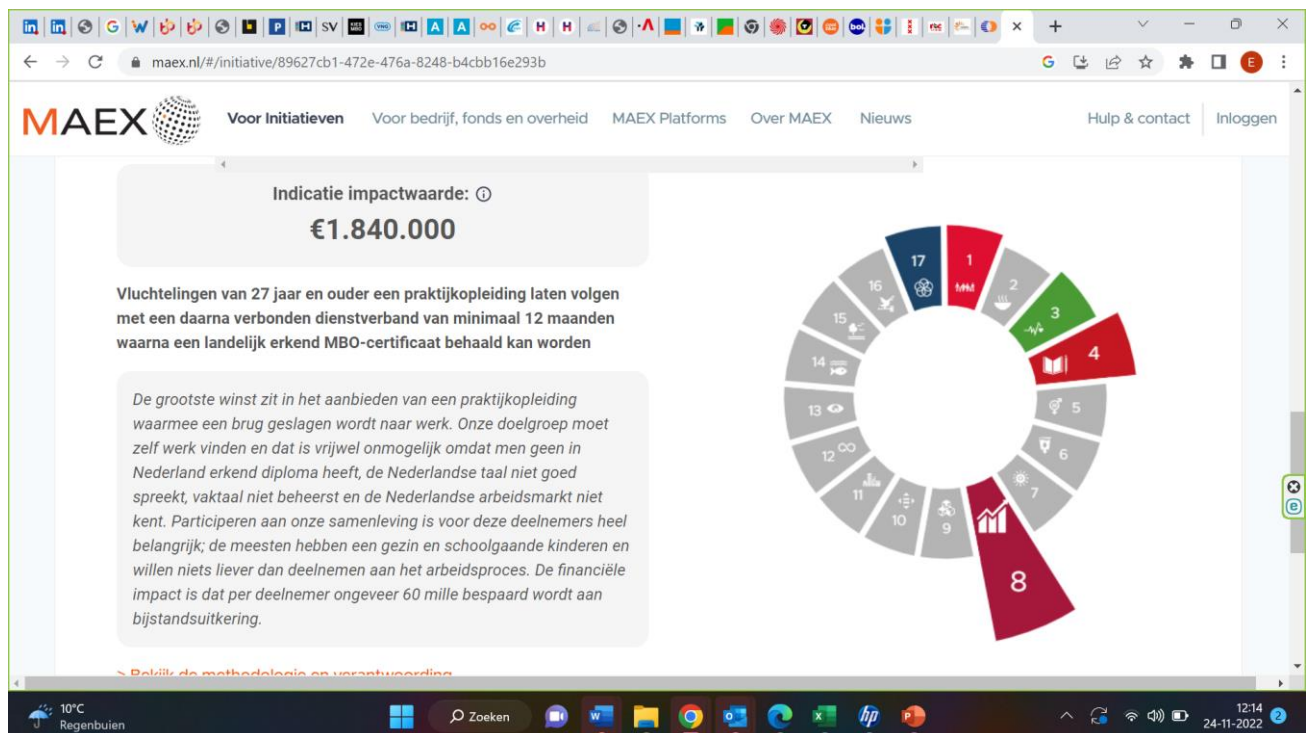 SV
maex.nl/#/initiative/89627cb1-472e-476a-8248-b4cbb16e293b
E
MAEX
Voor Initiatieven
Voor bedrijf, fonds en overheid
MAEX Platforms
Over MAEX
Nieuws
Hulp & contact
Inloggen
Indicatie impactwaarde:
€1.840.000
Vluchtelingen van 27 jaar en ouder een praktijkopleiding laten volgen
met een daarna verbonden dienstverband van minimaal 12 maanden
waarna een landelijk erkend MBO-certificaat behaald kan worden
De grootste winst zit in het aanbieden van een praktijkopleiding
waarmee een brug geslagen wordt naar werk. Onze doelgroep moet
zelf werk vinden en dat is vrijwel onmogelijk omdat men geen in
Nederland erkend diploma heeft, de Nederlandse taal niet goed
spreekt, vaktaal niet beheerst en de Nederlandse arbeidsmarkt niet
kent. Participeren aan onze samenleving is voor deze deelnemers heel
belangrijk; de meesten hebben een gezin en schoolgaande kinderen en
willen niets liever dan deelnemen aan het arbeidsproces. De financiële
impact is dat per deelnemer ongeveer 60 mille bespaard wordt aan
bijstandsuitkering.
> Bekijk de methodologie en verantwoording
1
2
3
4
5
6
7
8
9
10
11
12
13
14
15
16
17
10°C
Regenbuien
Zoeken
12:14
24-11-2022
2